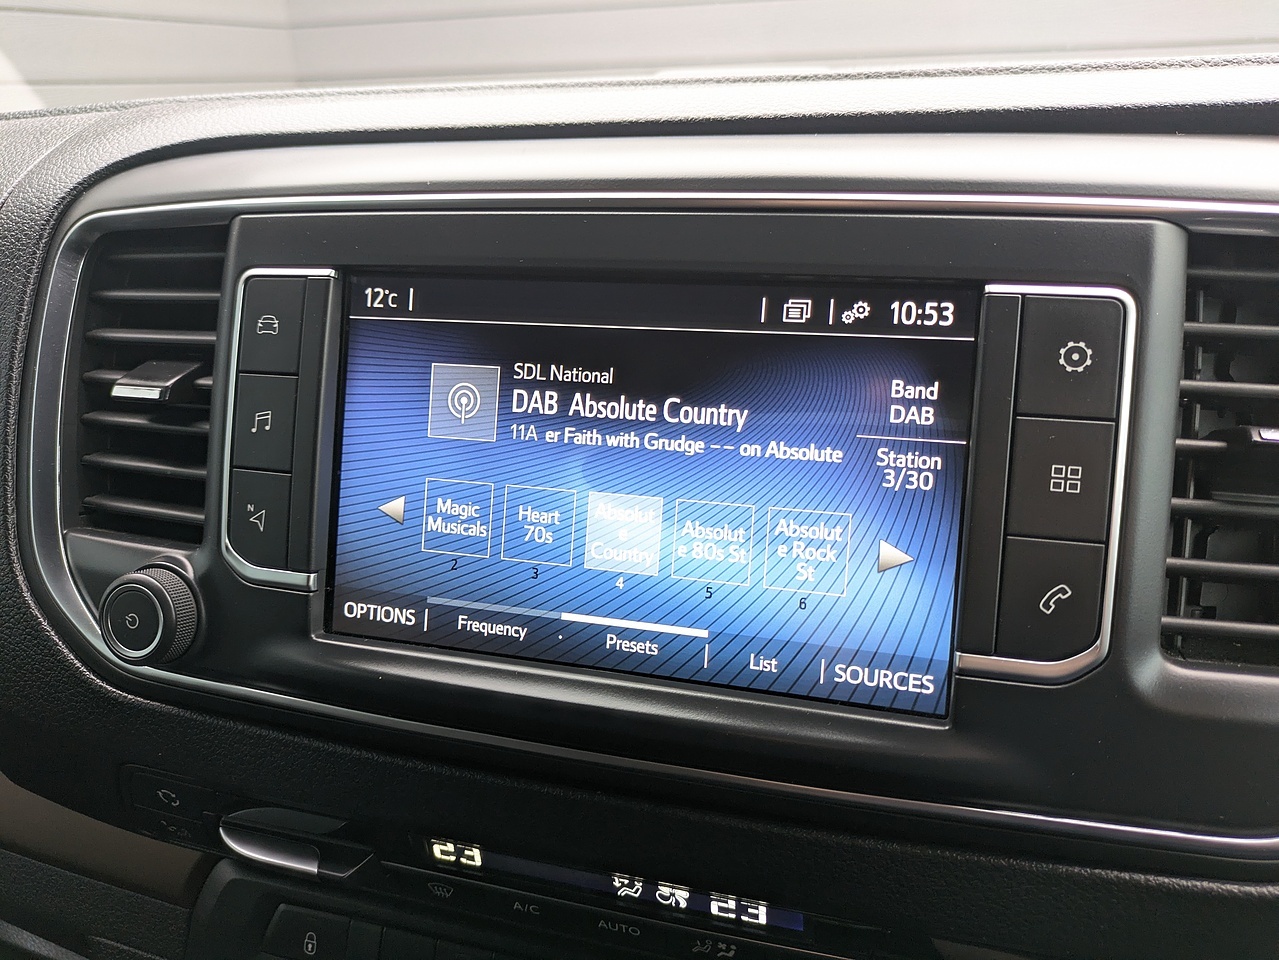 12°C
10:53
SDL National
DAB Absolute Country
11A er Faith with Grudge -- on Absolute
Band
DAB
Station
3/30
Magic
Musicals
2
Heart
70s
3
Absolut
e
Country
4
Absolut
e 80s St
5
Absolut
e Rock
St
6
OPTIONS
Frequency
Presets
List
SOURCES
N
23
23
A/C
AUTO